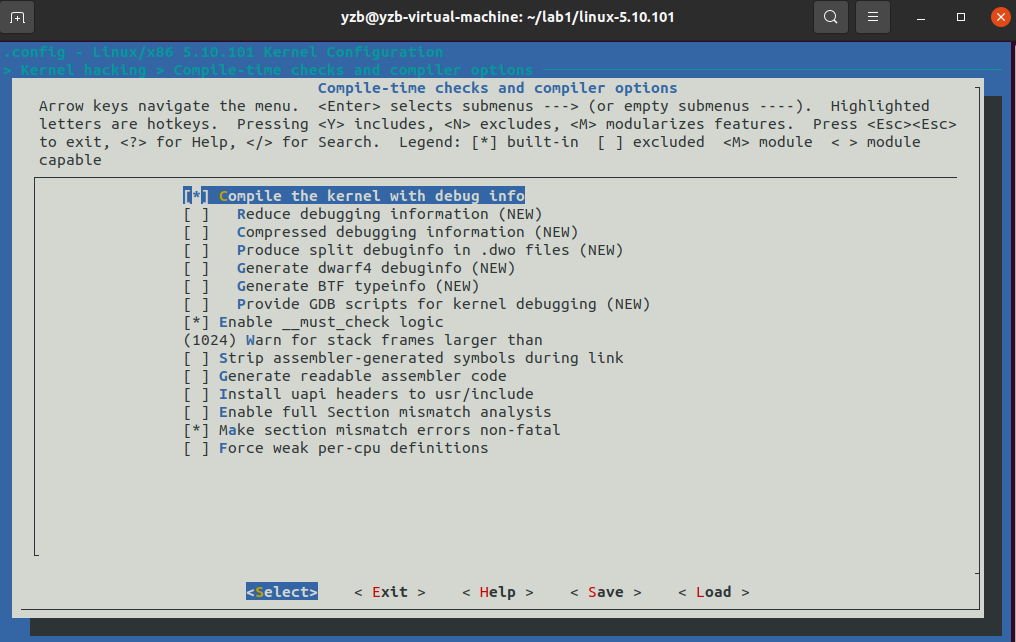 yzb@yzb-virtual-machine: ~/lab1/linux-5.10.101
.config - Linux/x86 5.10.101 Kernel Configuration
> Kernel hacking > Compile-time checks and compiler options
Compile-time checks and compiler options
Arrow keys navigate the menu.  <Enter> selects submenus ---> (or empty submenus ----).  Highlighted
letters are hotkeys.  Pressing <Y> includes, <N> excludes, <M> modularizes features.  Press <Esc><Esc>
to exit, <?> for Help, </> for Search.  Legend: [*] built-in  [ ] excluded  <M> module  < > module
capable
[*] Compile the kernel with debug info
[ ]   Reduce debugging information (NEW)
[ ]   Compressed debugging information (NEW)
[ ]   Produce split debuginfo in .dwo files (NEW)
[ ]   Generate dwarf4 debuginfo (NEW)
[ ]   Generate BTF typeinfo (NEW)
[ ]   Provide GDB scripts for kernel debugging (NEW)
[*] Enable __must_check logic
(1024) Warn for stack frames larger than
[ ] Strip assembler-generated symbols during link
[ ] Generate readable assembler code
[ ] Install uapi headers to usr/include
[ ] Enable full Section mismatch analysis
[*] Make section mismatch errors non-fatal
[ ] Force weak per-cpu definitions
<Select>    < Exit >    < Help >    < Save >    < Load >